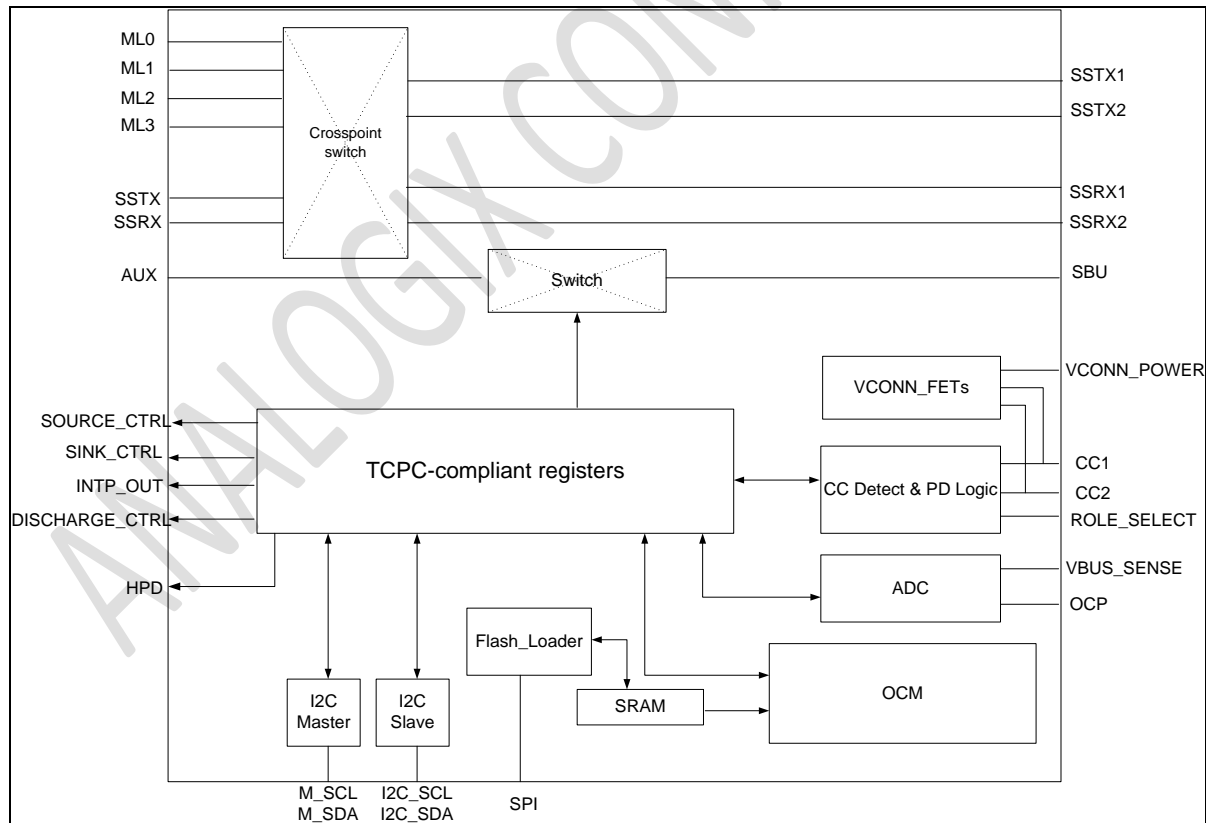 ANALOGIX CON
ML0
ML1
ML2
ML3
SSTX
SSRX
AUX
Crosspoint
switch
SSTX1
SSTX2
SSRX1
SSRX2
Switch
SBU
VCONN_FETs
VCONN_POWER
SOURCE_CTRL
SINK_CTRL
INTP_OUT
DISCHARGE_CTRL
HPD
TCPC-compliant registers
CC Detect & PD Logic
CC1
CC2
ROLE_SELECT
ADC
VBUS_SENSE
OCP
Flash_Loader
SRAM
OCM
I2C
Master
I2C
Slave
M_SCL
M_SDA
I2C_SCL
I2C_SDA
SPI